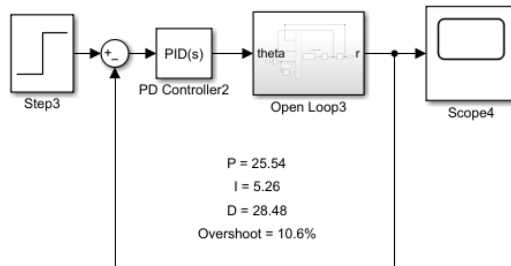 Step3
+
−
PID(s)
PD Controller2
theta
r
Open Loop3
Scope4
P = 25.54
I = 5.26
D = 28.48
Overshoot = 10.6%